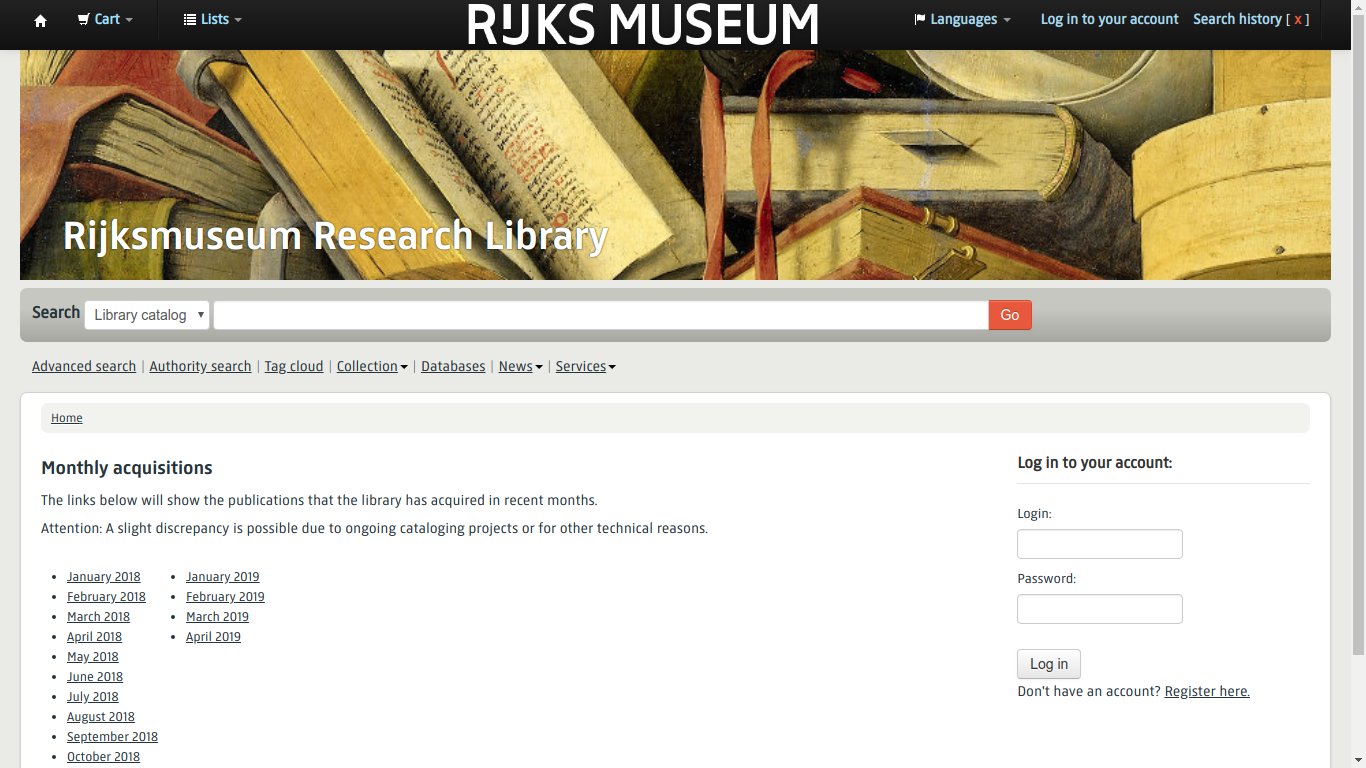 Cart Lists RIJKS MUSEUM Languages Log in to your account Search history [ x ]
Rijksmuseum Research Library
Search Library catalog Go
Advanced search | Authority search | Tag cloud | Collection | Databases | News | Services
Home
Monthly acquisitions
The links below will show the publications that the library has acquired in recent months.
Attention: A slight discrepancy is possible due to ongoing cataloging projects or for other technical reasons.
January 2018
February 2018
March 2018
April 2018
May 2018
June 2018
July 2018
August 2018
September 2018
October 2018
January 2019
February 2019
March 2019
April 2019
Log in to your account:
Login:
Password:
Log in
Don't have an account? Register here.